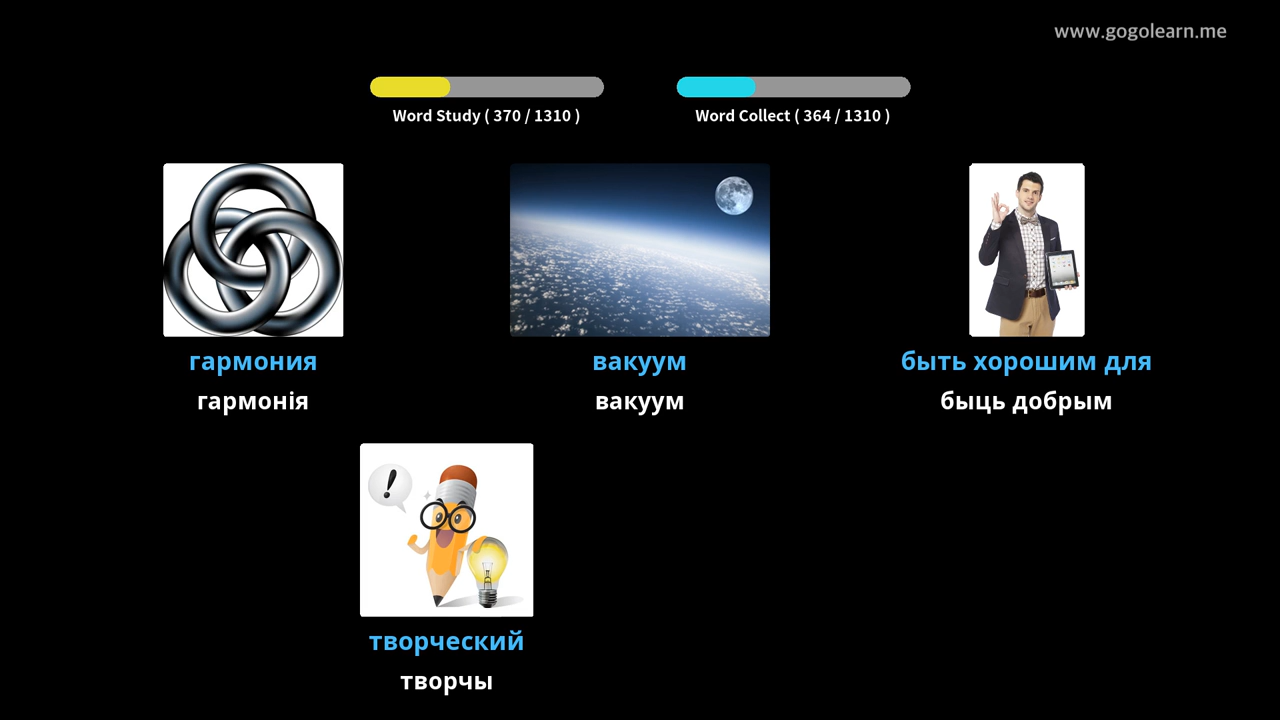 www.gogolearn.me
Word Study ( 370 / 1310 )
Word Collect ( 364 / 1310 )
гармония
гармонія
вакуум
вакуум
быть хорошим для
быць добрым
творческий
творчы